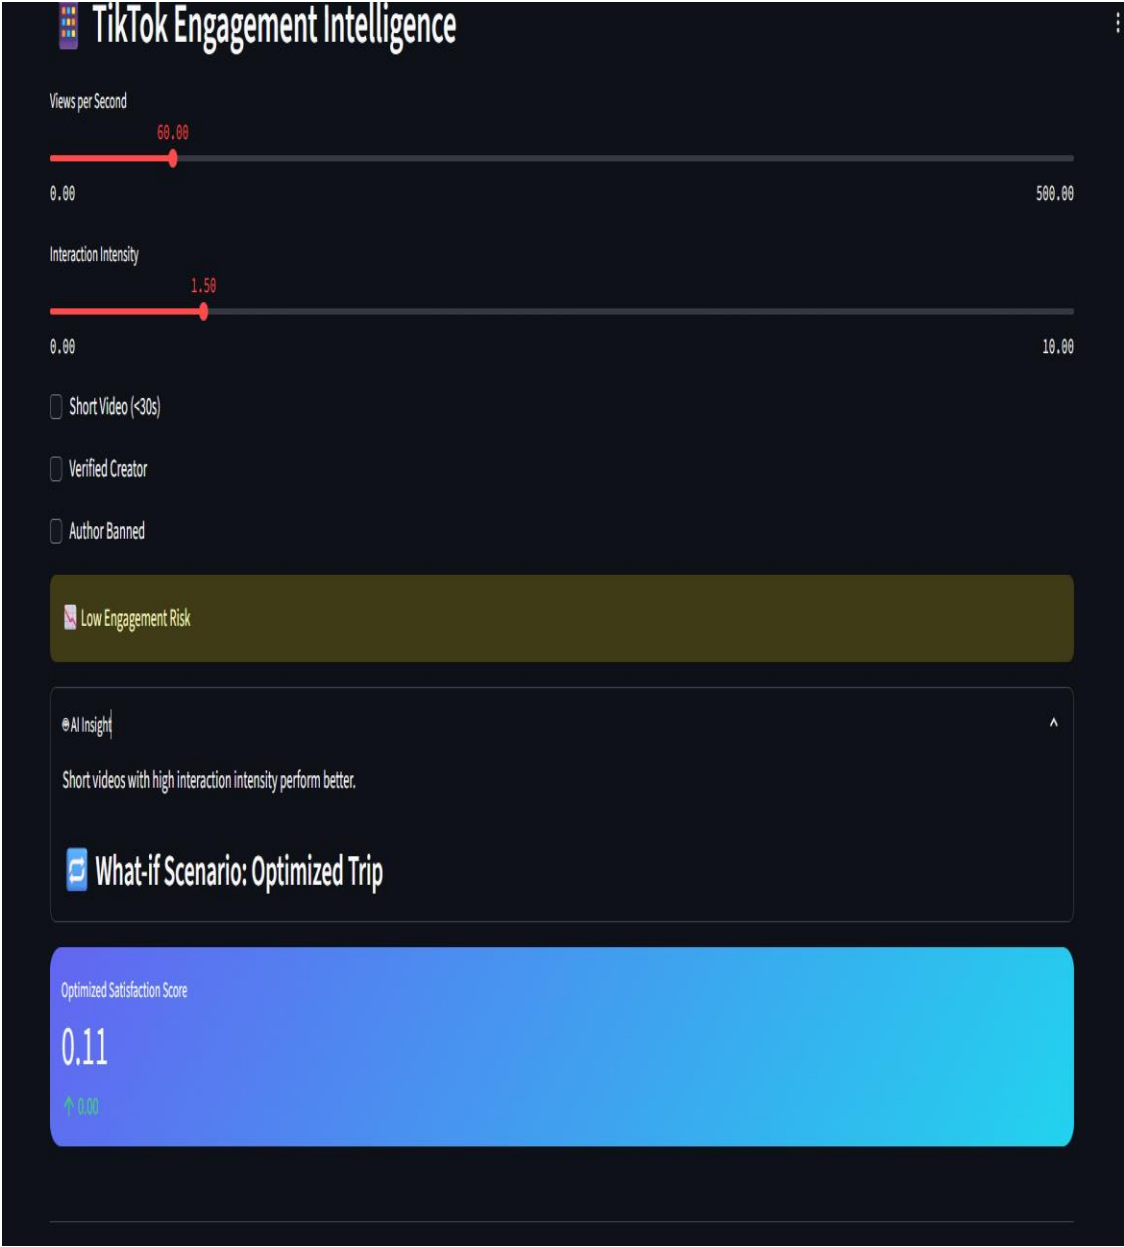 TikTok Engagement Intelligence
Views per Second
60.00
0.00 500.00
Interaction Intensity
1.50
0.00 10.00
Short Video (<30s)
Verified Creator
Author Banned
Low Engagement Risk
AI Insight
Short videos with high interaction intensity perform better.
What-if Scenario: Optimized Trip
Optimized Satisfaction Score
0.11
↑ 0.00